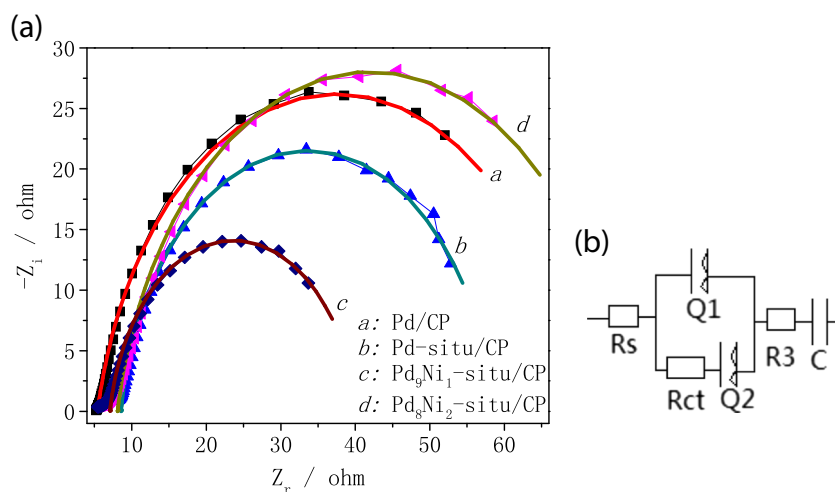 (a)
30
25
20
15
10
5
0
-Z_i / ohm
10 20 30 40 50 60
Z_r / ohm
d
a
b
c
a: Pd/CP
b: Pd-situ/CP
c: Pd₉Ni₁-situ/CP
d: Pd₈Ni₂-situ/CP
(b)
Q1
Rs
R3
C
Rct
Q2